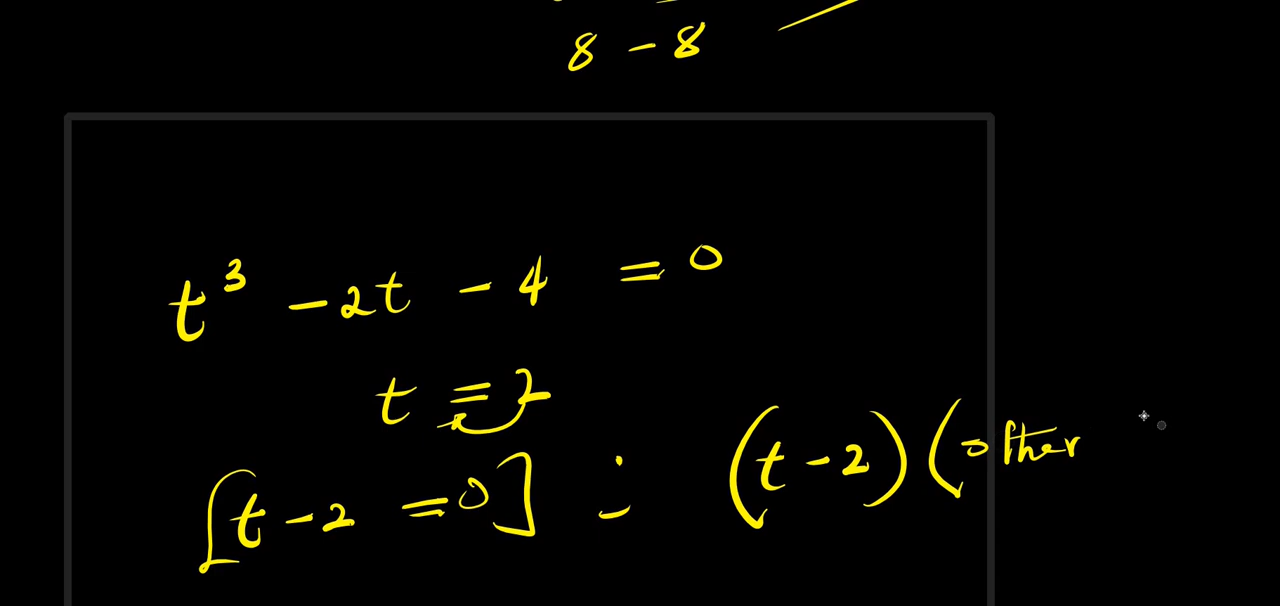 8 - 8
t³ - 2t - 4 = 0
t = 2
[t - 2 = 0] ∴ (t - 2) (other